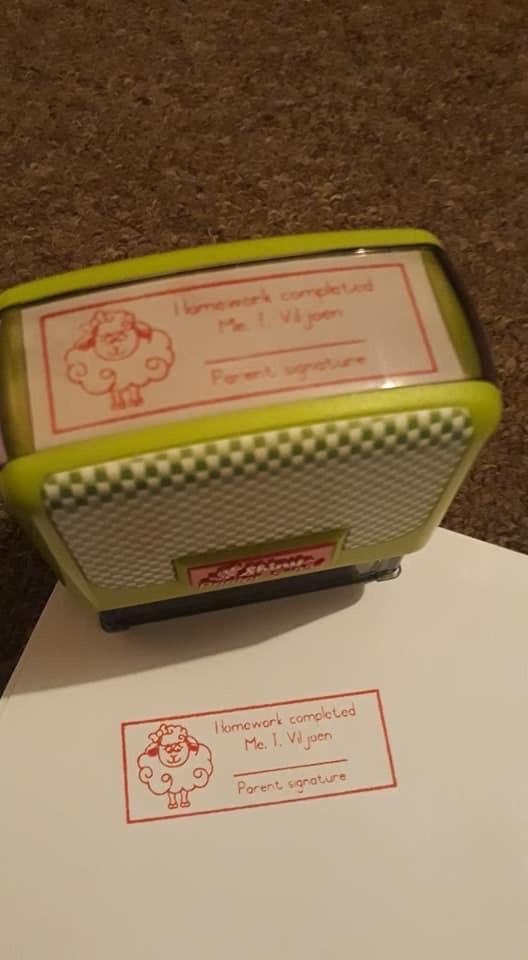 Homework completed
Me. I. Viljoen
Parent signature
Homework completed
Me. I. Viljoen
Parent signature